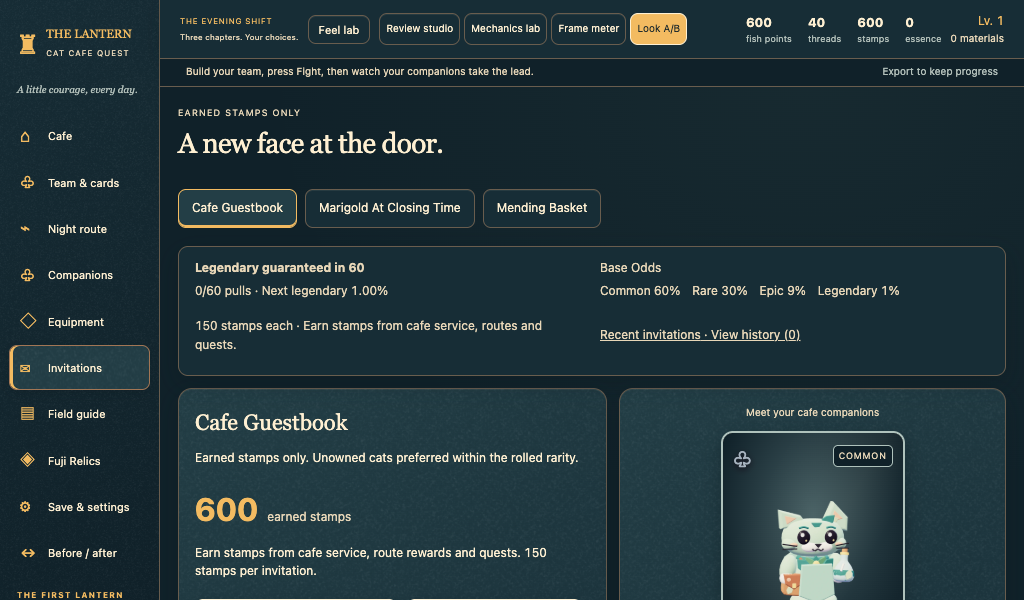 THE LANTERN
CAT CAFE QUEST
A little courage, every day.
Cafe
Team & cards
Night route
Companions
Equipment
Invitations
Field guide
Fuji Relics
Save & settings
Before / after
THE FIRST LANTERN
THE EVENING SHIFT
Three chapters. Your choices.
Feel lab
Review studio
Mechanics lab
Frame meter
Look A/B
600 fish points
40 threads
600 stamps
0 essence
Lv. 1
0 materials
Build your team, press Fight, then watch your companions take the lead.
Export to keep progress
EARNED STAMPS ONLY
A new face at the door.
Cafe Guestbook
Marigold At Closing Time
Mending Basket
Legendary guaranteed in 60
0/60 pulls · Next legendary 1.00%
150 stamps each · Earn stamps from cafe service, routes and
quests.
Base Odds
Common 60% Rare 30% Epic 9% Legendary 1%
Recent invitations · View history (0)
Cafe Guestbook
Earned stamps only. Unowned cats preferred within the rolled rarity.
600 earned stamps
Earn stamps from cafe service, route rewards and quests. 150
stamps per invitation.
Meet your cafe companions
COMMON